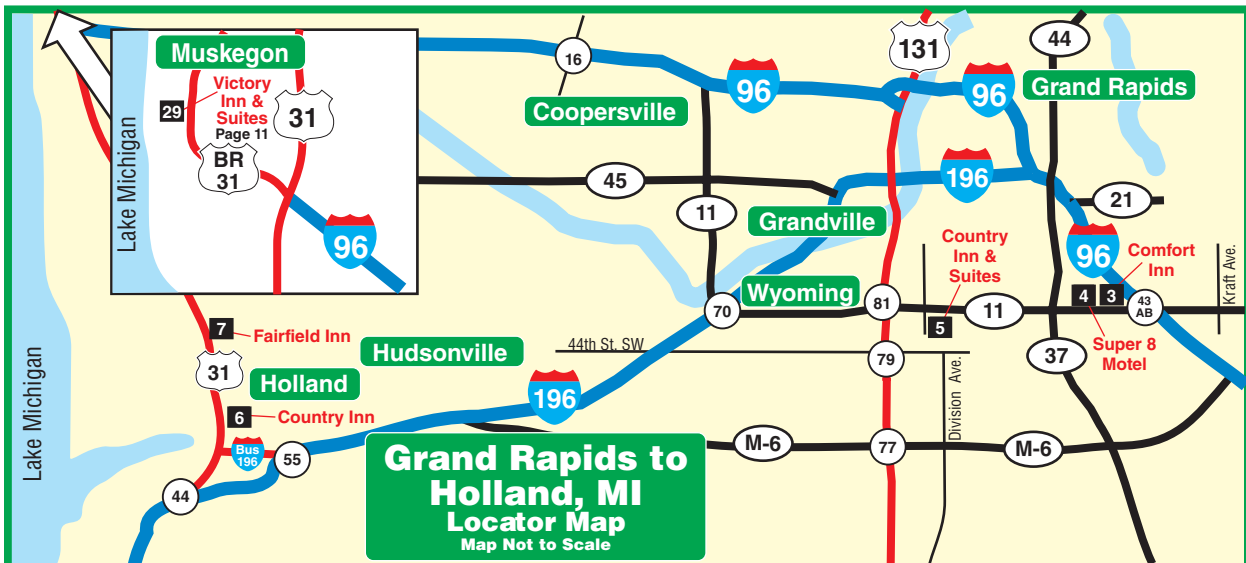 Muskegon
Victory
Inn &
Suites
Page 11
29
31
BR
31
96
Lake Michigan
16
Coopersville
96
131
96
44
Grand Rapids
45
11
196
21
Grandville
Country
Inn &
Suites
96
Comfort
Inn
Kraft Ave.
Wyoming
70
81
5
11
4
3
43
AB
Super 8
Motel
7
Fairfield Inn
31
Hudsonville
44th St. SW
79
37
Holland
Division Ave.
196
6
Country Inn
Bus
196
55
44
Lake Michigan
M-6
77
M-6
Grand Rapids to
Holland, MI
Locator Map
Map Not to Scale